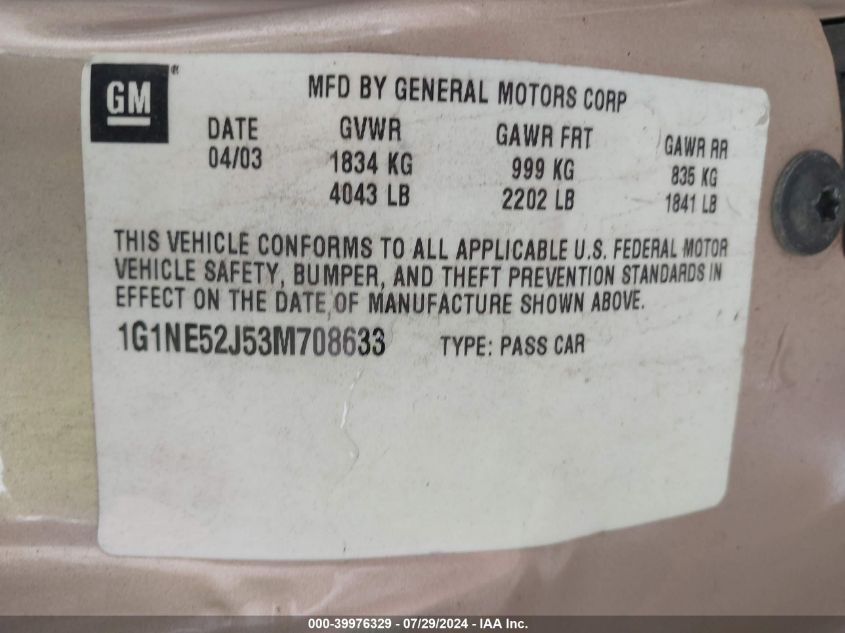 GM®
MFD BY GENERAL MOTORS CORP
DATE GVWR GAWR FRT GAWR RR
04/03 1834 KG 999 KG 835 KG
4043 LB 2202 LB 1841 LB
THIS VEHICLE CONFORMS TO ALL APPLICABLE U.S. FEDERAL MOTOR
VEHICLE SAFETY, BUMPER, AND THEFT PREVENTION STANDARDS IN
EFFECT ON THE DATE OF MANUFACTURE SHOWN ABOVE.
1G1NE52J53M708633 TYPE: PASS CAR
000-39976329 - 07/29/2024 - IAA Inc.